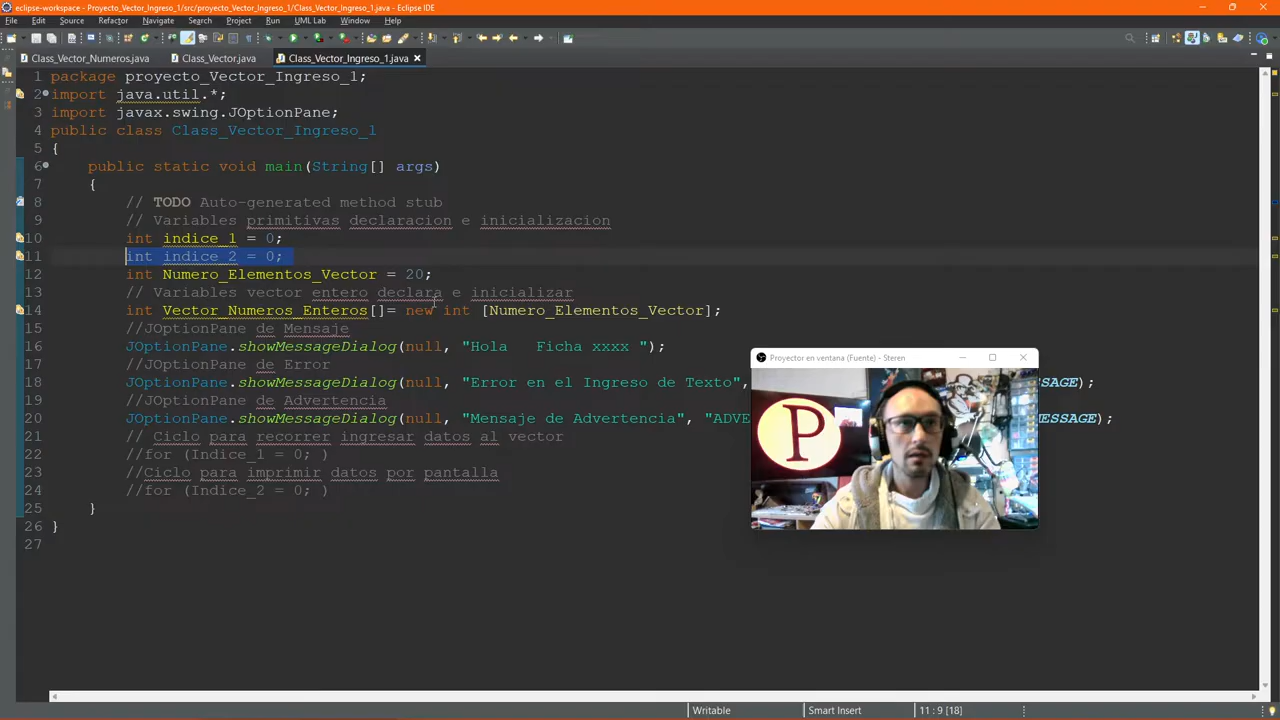 eclipse-workspace - Proyecto_Vector_Ingreso_1/src/proyecto_Vector_Ingreso_1/Class_Vector_Ingreso_1.java - Eclipse IDE
File Edit Source Refactor Navigate Search Project Run UML Lab Window Help
Class_Vector_Numeros.java Class_Vector.java Class_Vector_Ingreso_1.java
1 package proyecto_Vector_Ingreso_1;
2 import java.util.*;
3 import javax.swing.JOptionPane;
4 public class Class_Vector_Ingreso_1
5 {
6 public static void main(String[] args)
7 {
8 // TODO Auto-generated method stub
9 // Variables primitivas declaracion e inicializacion
10 int indice_1 = 0;
11 int indice_2 = 0;
12 int Numero_Elementos_Vector = 20;
13 // Variables vector entero declara e inicializar
14 int Vector_Numeros_Enteros[]= new int [Numero_Elementos_Vector];
15 //JOptionPane de Mensaje
16 JOptionPane.showMessageDialog(null, "Hola Ficha xxxx ");
17 //JOptionPane de Error
18 JOptionPane.showMessageDialog(null, "Error en el Ingreso de Texto", SSAGE);
19 //JOptionPane de Advertencia
20 JOptionPane.showMessageDialog(null, "Mensaje de Advertencia", "ADVE MESSAGE);
21 // Ciclo para recorrer ingresar datos al vector
22 //for (Indice_1 = 0; )
23 //Ciclo para imprimir datos por pantalla
24 //for (Indice_2 = 0; )
25 }
26 }
27
Proyector en ventana (Fuente) - Steren
P
Writable Smart Insert 11 : 9 [18]